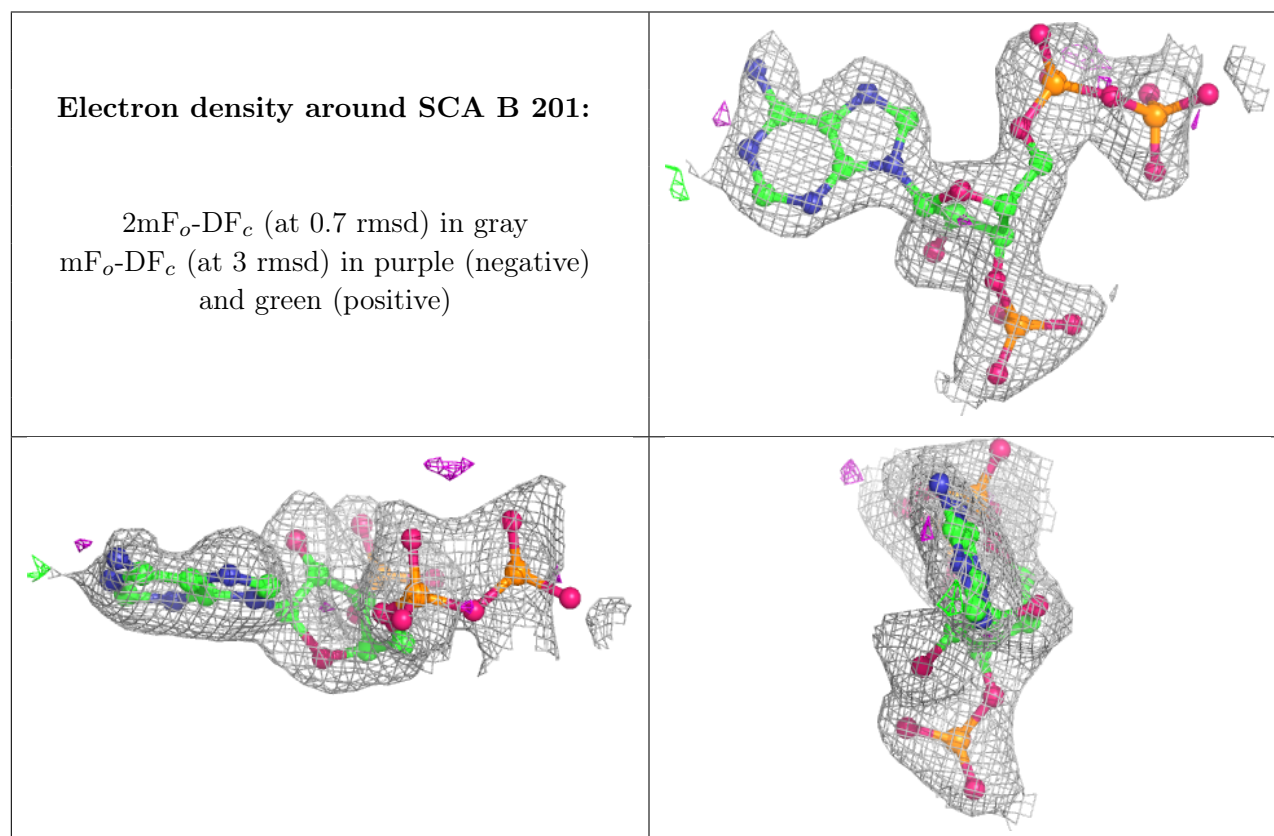 Electron density around SCA B 201:
2mFo-DFc (at 0.7 rmsd) in gray
mFo-DFc (at 3 rmsd) in purple (negative)
and green (positive)